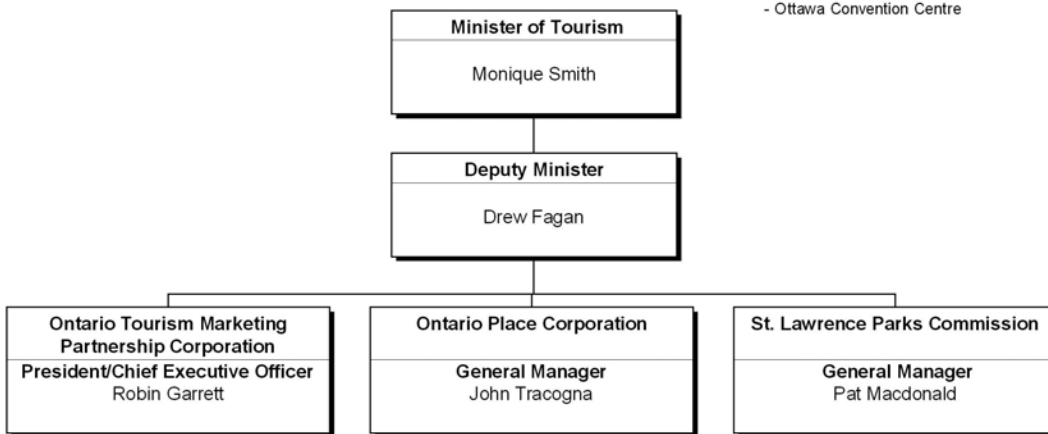 - Ottawa Convention Centre
Minister of Tourism
Monique Smith
Deputy Minister
Drew Fagan
Ontario Tourism Marketing
Partnership Corporation
President/Chief Executive Officer
Robin Garrett
Ontario Place Corporation
General Manager
John Tracogna
St. Lawrence Parks Commission
General Manager
Pat Macdonald